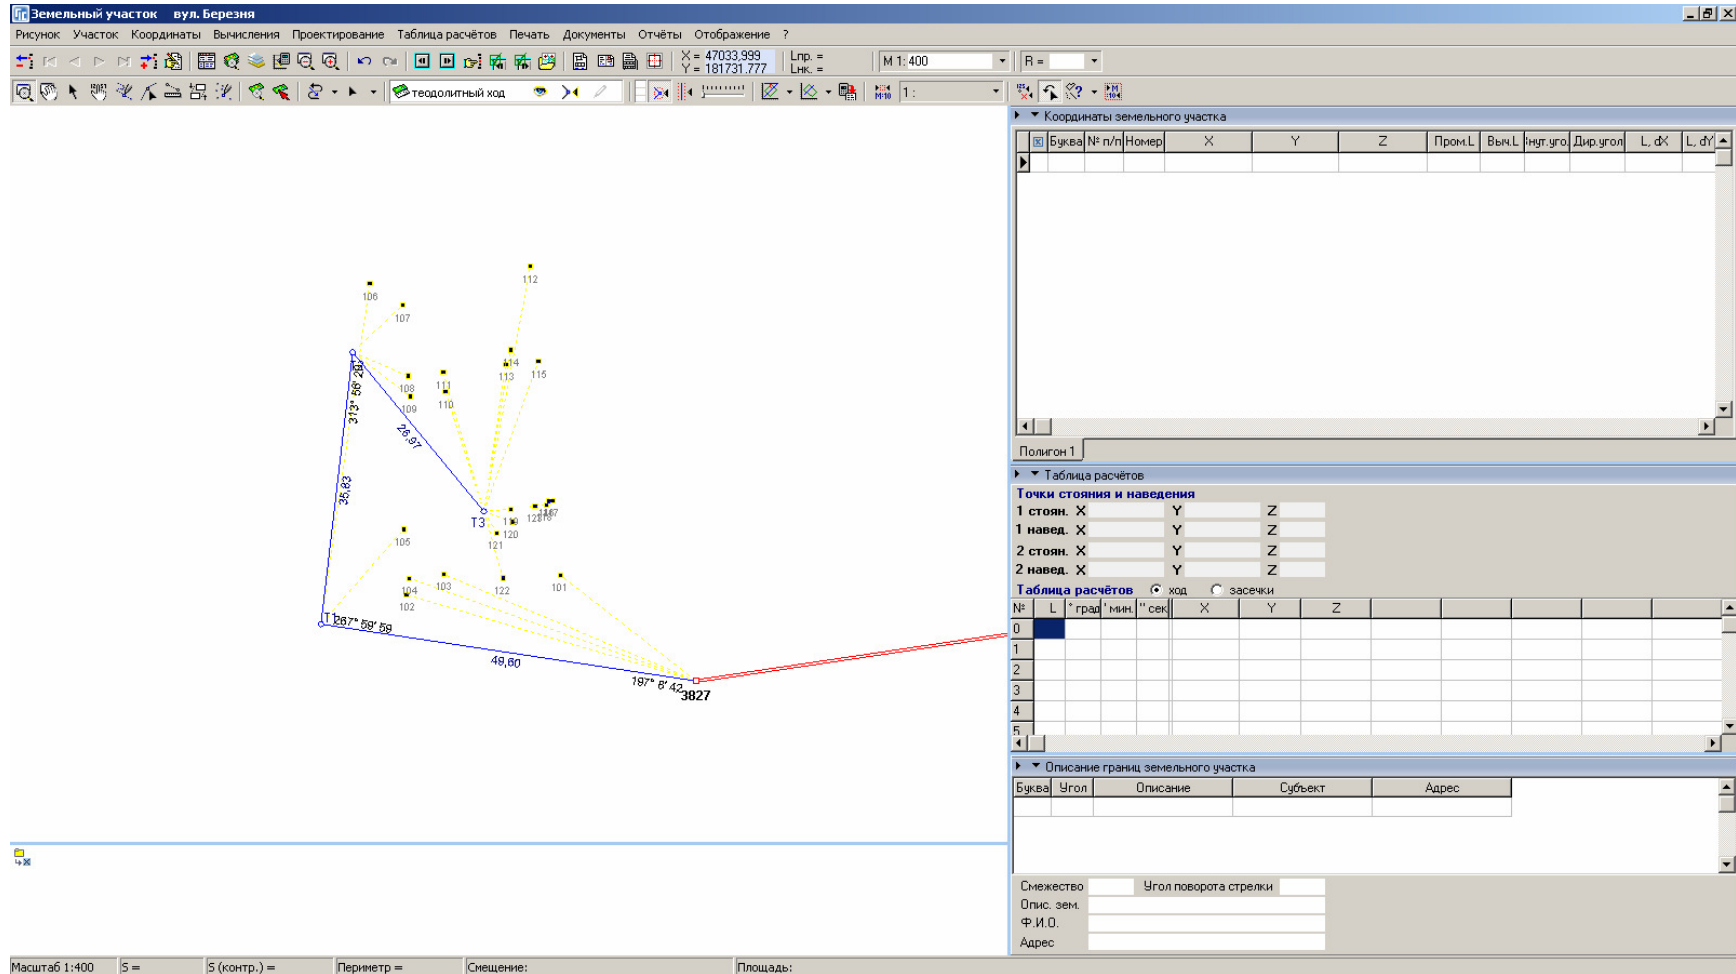 Земельный участок вул. Березня
Рисунок Участок Координаты Вычисления Проектирование Таблица расчётов Печать Документы Отчёты Отображение ?
X = 47033,999
Y = 181731.777
Lпр. =
Lнк. =
М 1: 400
R =
теодолитный ход
1 :
Координаты земельного участка
Буква № п/п Номер X Y Z Пром.L Выч.L Дир.угол L, dX L, dY
Полигон 1
Таблица расчётов
Точки стояния и наведения
1 стоян. X Y Z
1 навед. X Y Z
2 стоян. X Y Z
2 навед. X Y Z
Таблица расчётов ход засечки
№ L ° град ' мин. '' сек X Y Z
0
1
2
3
4
5
Описание границ земельного участка
Буква Угол Описание Субъект Адрес
Смежество Угол поворота стрелки
Опис. зем.
Ф.И.О.
Адрес
112
106
107
114
113
115
111
110
108
109
313° 56' 29
26,97
35,83
T3
119
120
121
105
104
103
102
122
101
T1
267° 59' 59
49,60
197° 8' 42
3827
Масштаб 1:400 S = S (контр.) = Периметр = Смещение: Площадь: